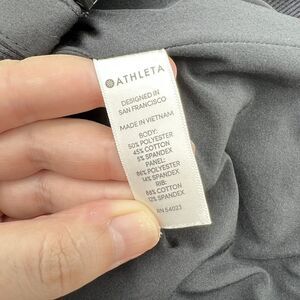 ATHLETA
DESIGNED IN
SAN FRANCISCO
MADE IN VIETNAM
BODY:
50% POLYESTER
45% COTTON
5% SPANDEX
PANEL:
86% POLYESTER
14% SPANDEX
RIB:
88% COTTON
12% SPANDEX
RN 54023